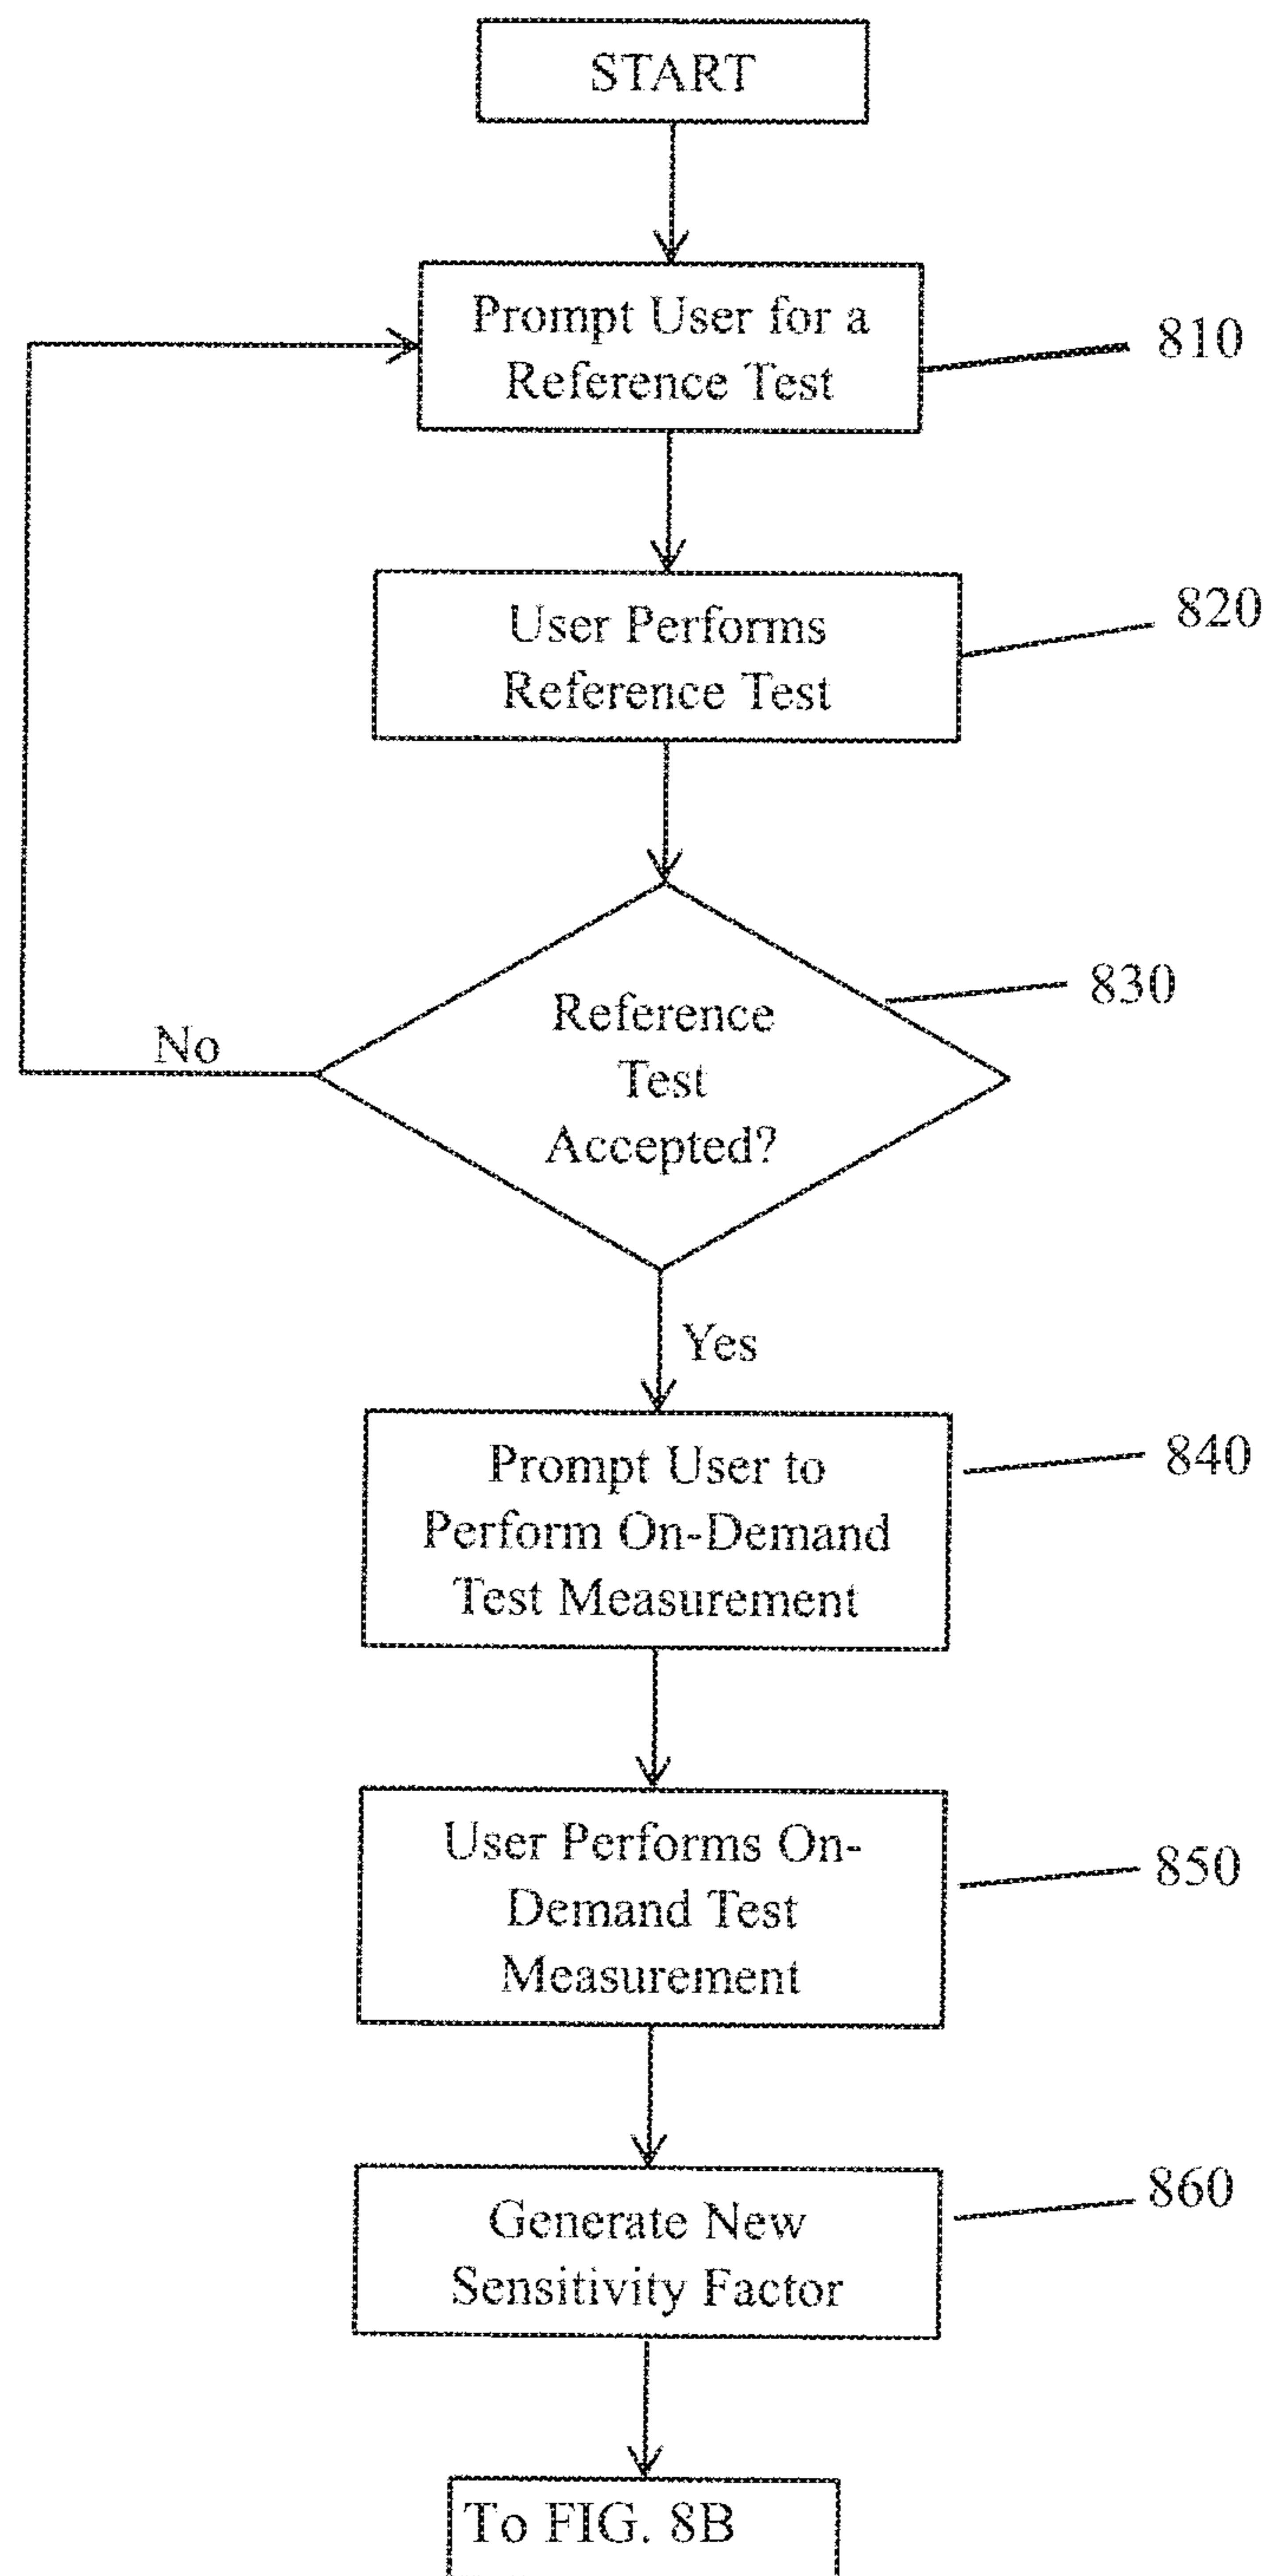 START
Prompt User for a
Reference Test
810
User Performs
Reference Test
820
Reference
Test
Accepted?
830
No
Yes
Prompt User to
Perform On-Demand
Test Measurement
840
User Performs On-
Demand Test
Measurement
850
Generate New
Sensitivity Factor
860
To FIG. 8B